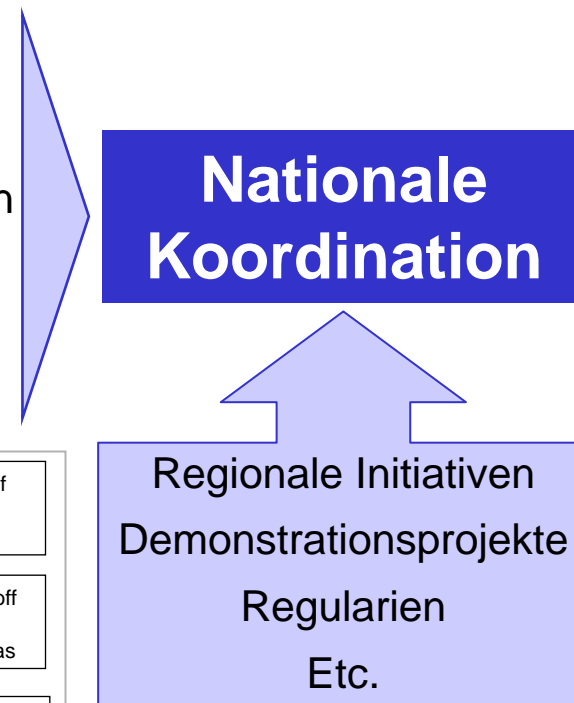 Nationale
Koordination
Regionale Initiativen
Demonstrationsprojekte
Regularien
Etc.